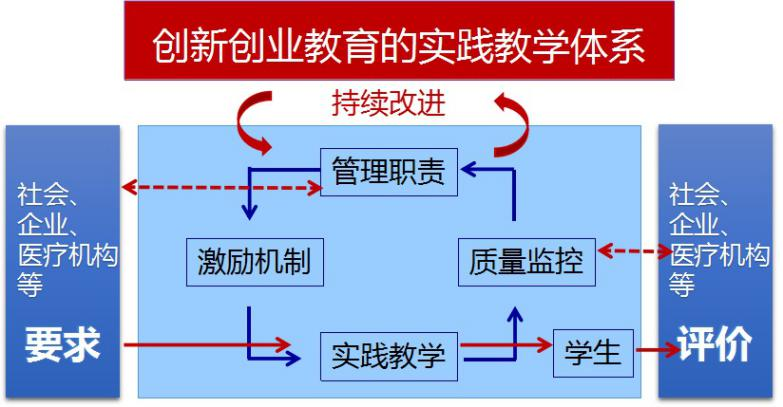 创新创业教育的实践教学体系
持续改进
社会、
企业、
医疗机构
等
要求
管理职责
激励机制
质量监控
实践教学
学生
社会、
企业、
医疗机构
等
评价